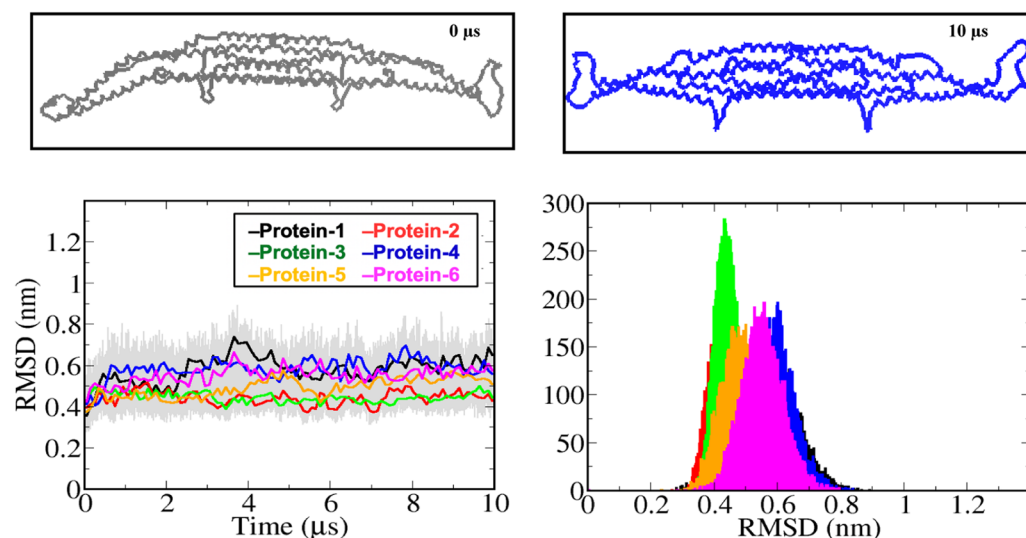 0 µs
10 µs
RMSD (nm)
1.2
1
0.8
0.6
0.4
0.2
0
–Protein-1 –Protein-2
–Protein-3 –Protein-4
–Protein-5 –Protein-6
0 2 4 6 8 10
Time (µs)
300
250
200
150
100
50
0
0 0.2 0.4 0.6 0.8 1 1.2
RMSD (nm)